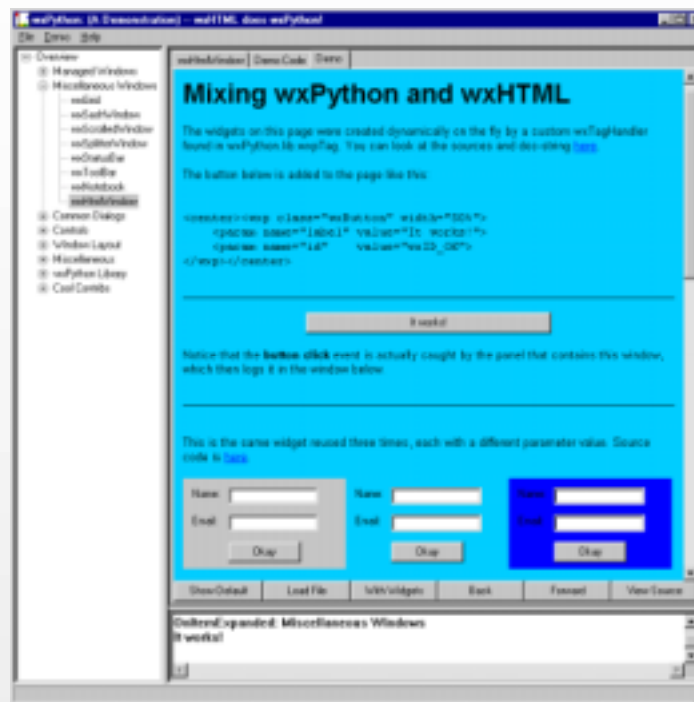 wxPython: (A Demonstration) -- wxHTML does wxPython!
File Demo Help
Overview
Managed Windows
Miscellaneous Windows
wxGrid
wxSashWindow
wxScrolledWindow
wxSplitterWindow
wxStatusBar
wxToolBar
wxNotebook
wxHtmlWindow
Common Dialogs
Controls
Window Layout
Miscellaneous
wxPython Library
Cool Contribs
wxHtmlWindow Demo Code Demo
Mixing wxPython and wxHTML
The widgets on this page were created dynamically on the fly by a custom wxTagHandler
found in wxPython.lib.wxpTag. You can look at the sources and doc-string here.
The button below is added to the page like this:
<center><wxp class="wxButton" width="50%">
<param name="label" value="It works!">
<param name="id" value="wxID_OK">
</wxp></center>
It works!
Notice that the button click event is actually caught by the panel that contains this window,
which then logs it in the window below.
This is the same widget reused three times, each with a different parameter value. Source
code is here
Name: Name: Name:
Email: Email: Email:
Okay Okay Okay
Show Default Load File With Widgets Back Forward View Source
OnItemExpanded: Miscellaneous Windows
It works!